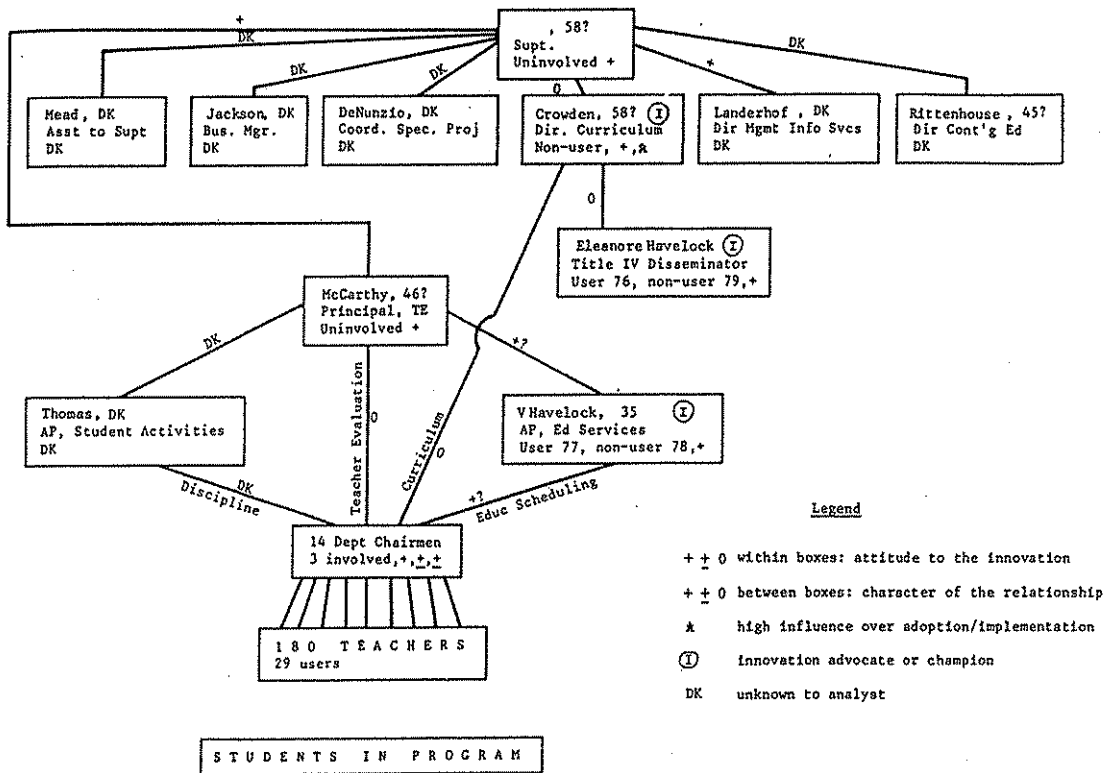 , 58?
Supt.
Uninvolved +
+
DK
DK
DK
0
+
DK
Mead, DK
Asst to Supt
DK
Jackson, DK
Bus. Mgr.
DK
DeNunzio, DK
Coord. Spec. Proj
DK
Crowden, 58? I
Dir. Curriculum
Non-user, +,★
Landerhof , DK
Dir Mgmt Info Svcs
DK
Rittenhouse , 45?
Dir Cont'g Ed
DK
0
Eleanore Havelock I
Title IV Disseminator
User 76, non-user 79,+
McCarthy, 46?
Principal, TE
Uninvolved +
DK
+?
Thomas, DK
AP, Student Activities
DK
VHavelock, 35 I
AP, Ed Services
User 77, non-user 78,+
DK
Discipline
Teacher Evaluation
0
Curriculum
0
+?
Educ Scheduling
14 Dept Chairmen
3 involved,+,±,±
180 TEACHERS
29 users
STUDENTS IN PROGRAM
Legend
+ ± 0 within boxes: attitude to the innovation
+ ± 0 between boxes: character of the relationship
★ high influence over adoption/implementation
I innovation advocate or champion
DK unknown to analyst